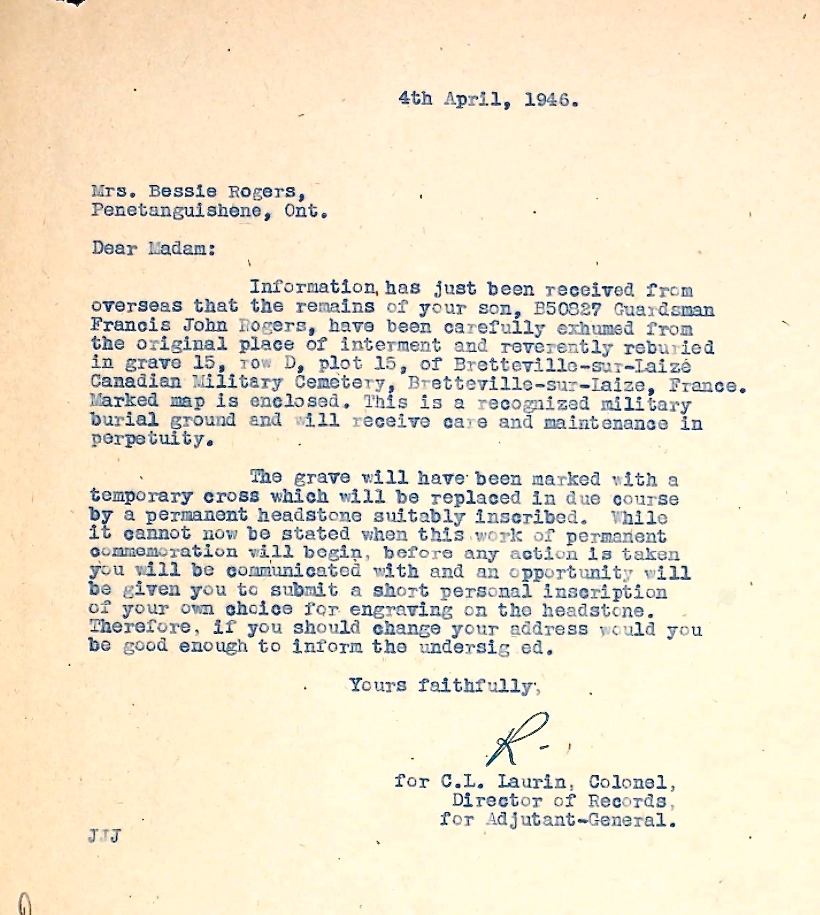 4th April, 1946.
Mrs. Bessie Rogers,
Penetanguishene, Ont.
Dear Madam:
Information has just been received from
overseas that the remains of your son, B50827 Guardsman
Francis John Rogers, have been carefully exhumed from
the original place of interment and reverently reburied
in grave 15, row D, plot 15, of Bretteville-sur-Laize
Canadian Military Cemetery, Bretteville-sur-Laize, France.
Marked map is enclosed. This is a recognized military
burial ground and will receive care and maintenance in
perpetuity.
The grave will have been marked with a
temporary cross which will be replaced in due course
by a permanent headstone suitably inscribed. While
it cannot now be stated when this work of permanent
commemoration will begin, before any action is taken
you will be communicated with and an opportunity will
be given you to submit a short personal inscription
of your own choice for engraving on the headstone.
Therefore, if you should change your address would you
be good enough to inform the undersig ed.
Yours faithfully,
R-
for C.L. Laurin, Colonel,
Director of Records,
for Adjutant-General.
JJJ